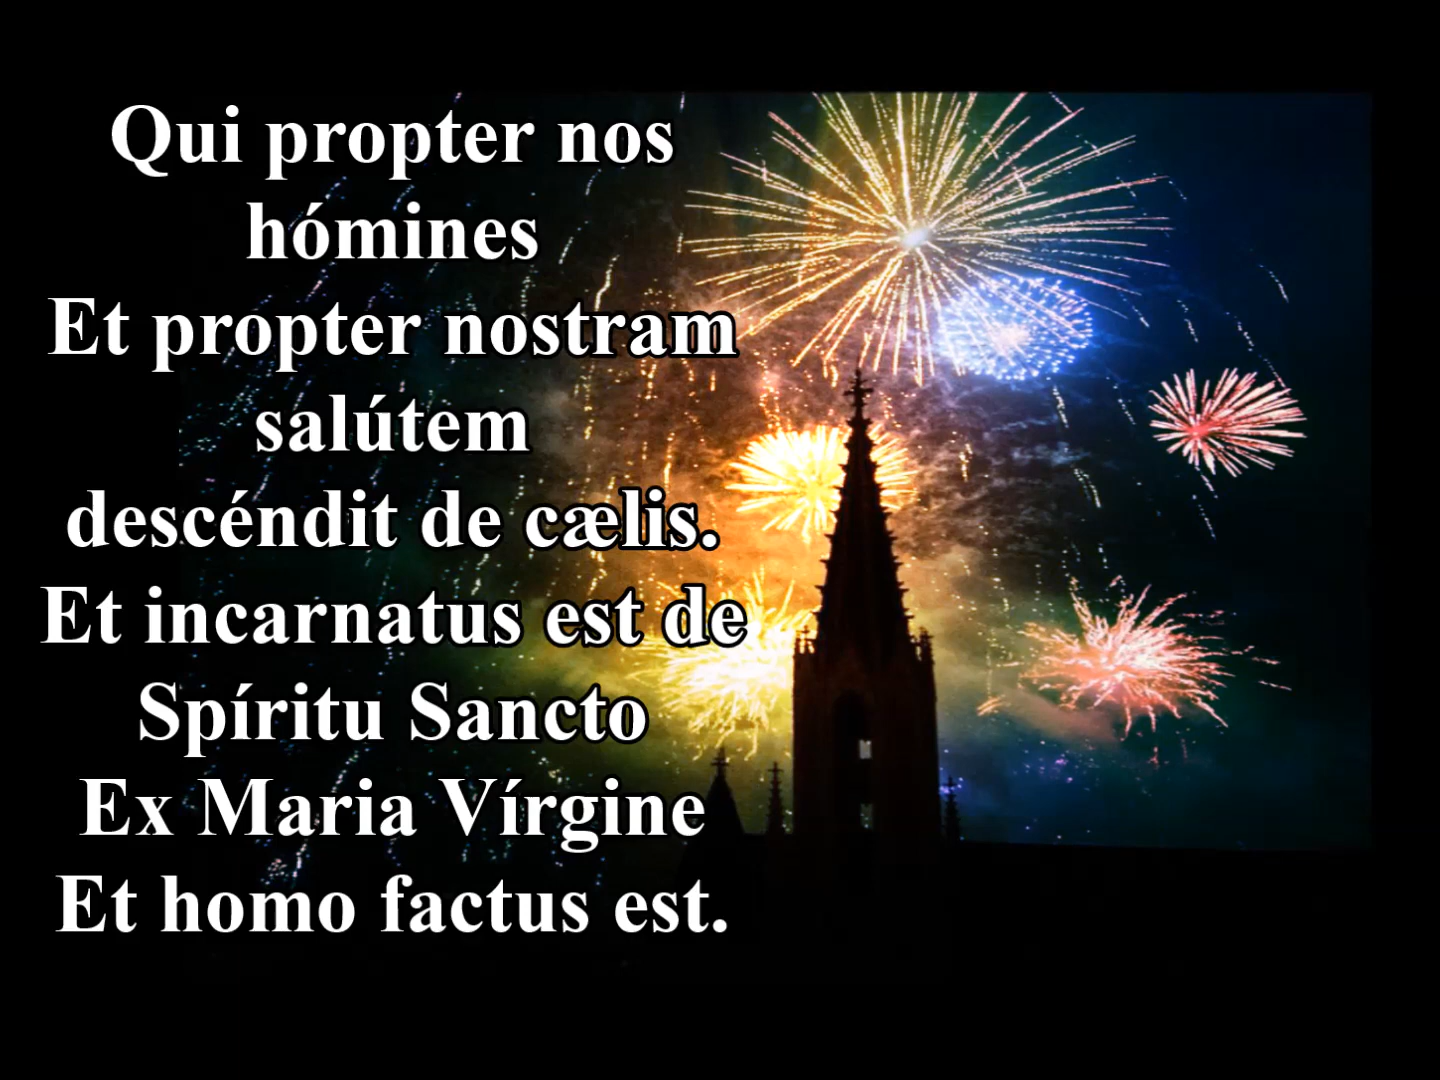 Qui propter nos
hómines
Et propter nostram
salútem
descéndit de cælis.
Et incarnatus est de
Spíritu Sancto
Ex Maria Vírgine
Et homo factus est.